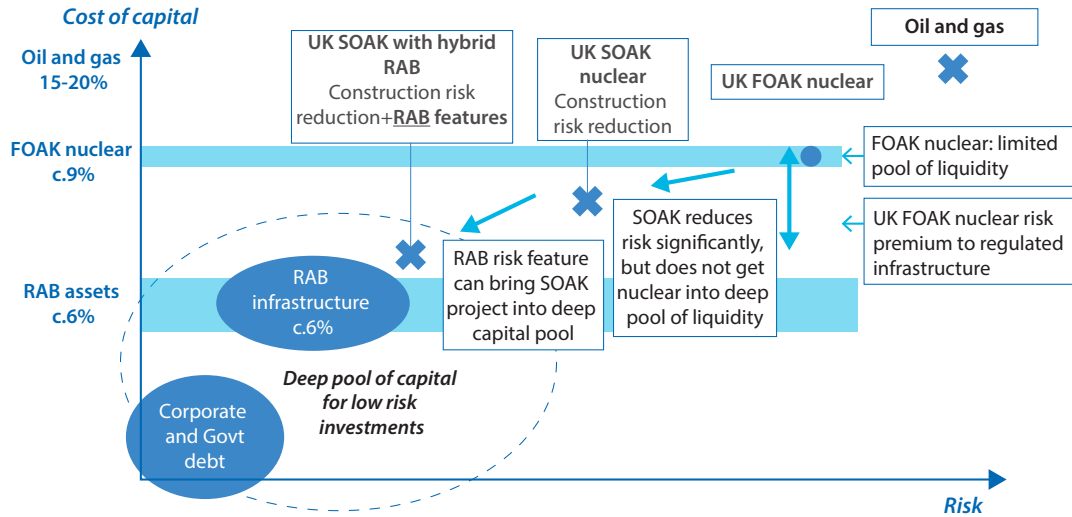 Cost of capital
Oil and gas
15-20%
FOAK nuclear
c.9%
RAB assets
c.6%
UK SOAK with hybrid
RAB
Construction risk
reduction+RAB features
UK SOAK
nuclear
Construction
risk reduction
UK FOAK nuclear
Oil and gas
FOAK nuclear: limited
pool of liquidity
UK FOAK nuclear risk
premium to regulated
infrastructure
SOAK reduces
risk significantly,
but does not get
nuclear into deep
pool of liquidity
RAB risk feature
can bring SOAK
project into deep
capital pool
RAB
infrastructure
c.6%
Deep pool of capital
for low risk
investments
Corporate
and Govt
debt
Risk